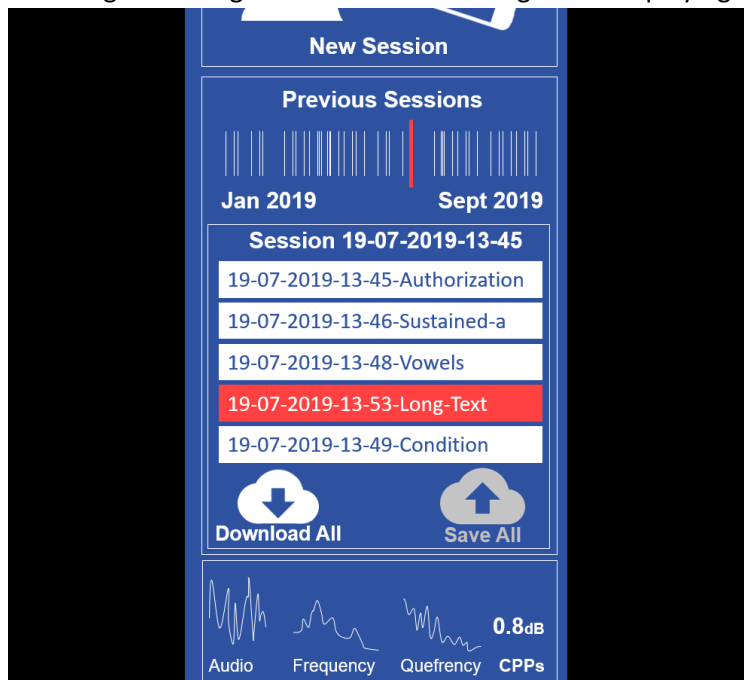 New Session
Previous Sessions
Jan 2019 Sept 2019
Session 19-07-2019-13-45
19-07-2019-13-45-Authorization
19-07-2019-13-46-Sustained-a
19-07-2019-13-48-Vowels
19-07-2019-13-53-Long-Text
19-07-2019-13-49-Condition
Download All Save All
0.8dB
Audio Frequency Quefrency CPPs